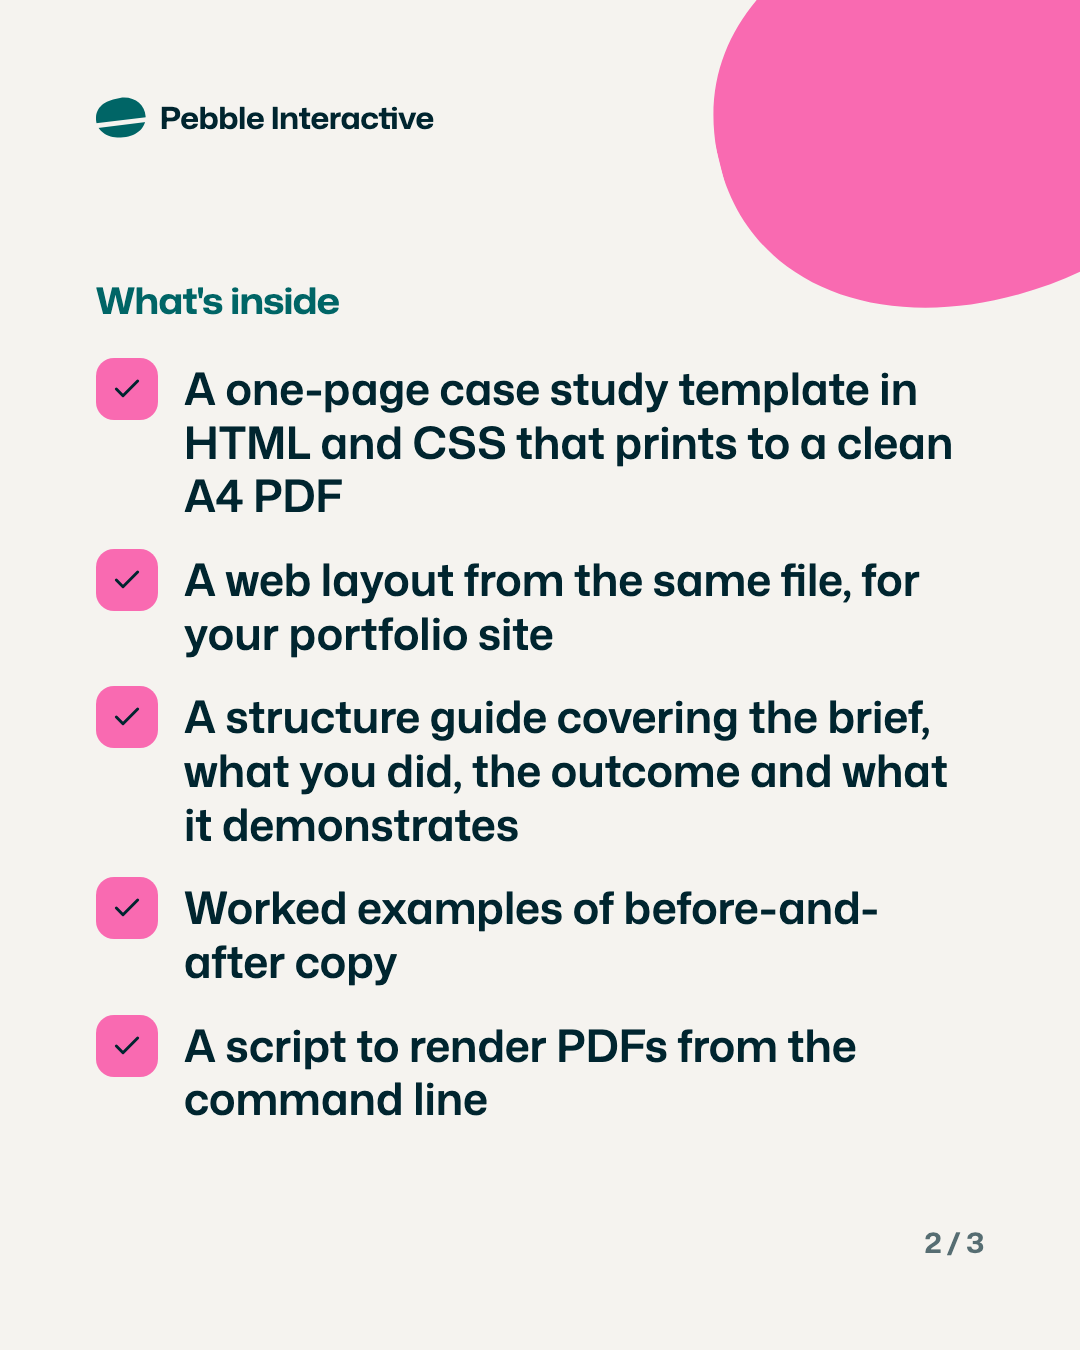 Pebble Interactive
What's inside
A one-page case study template in
HTML and CSS that prints to a clean
A4 PDF
A web layout from the same file, for
your portfolio site
A structure guide covering the brief,
what you did, the outcome and what
it demonstrates
Worked examples of before-and-
after copy
A script to render PDFs from the
command line
2 / 3